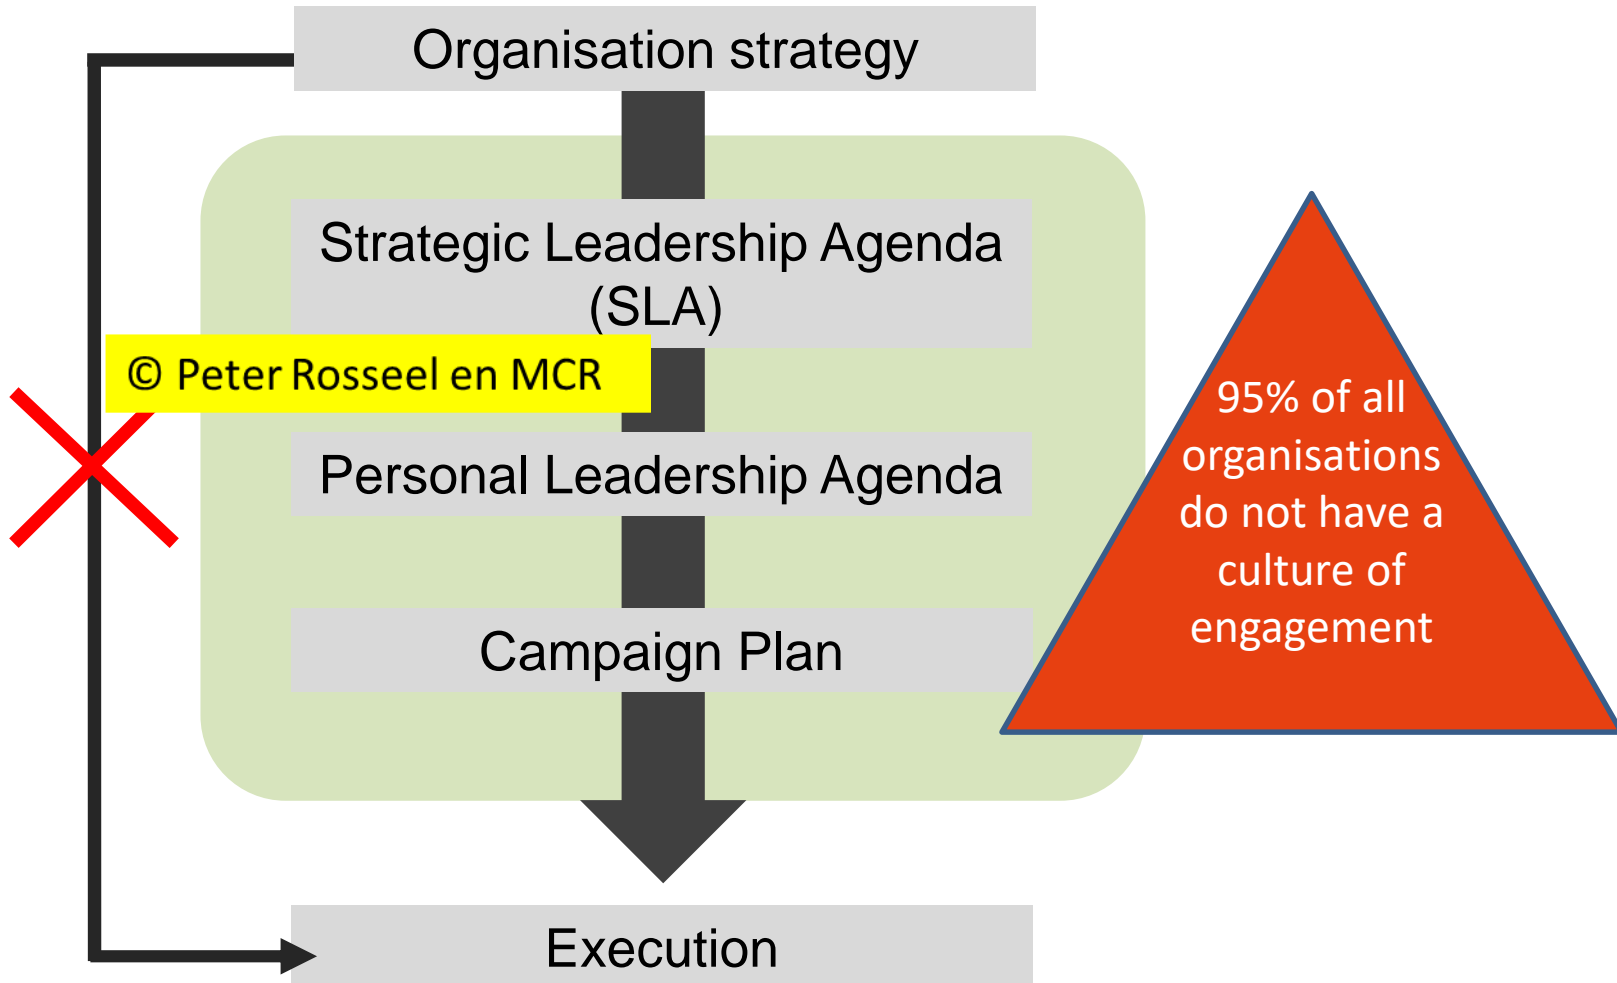 Organisation strategy
Strategic Leadership Agenda
(SLA)
© Peter Rosseel en MCR
Personal Leadership Agenda
Campaign Plan
Execution
95% of all
organisations
do not have a
culture of
engagement